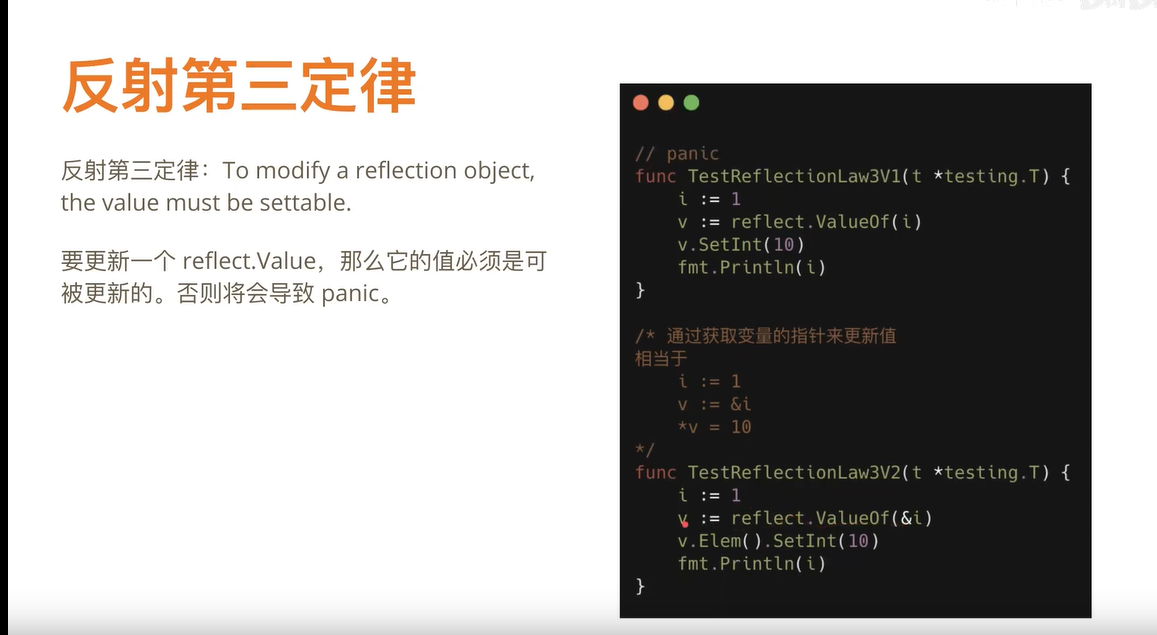 反射第三定律
反射第三定律：To modify a reflection object,
the value must be settable.
要更新一个 reflect.Value，那么它的值必须是可
被更新的。否则将会导致 panic。
// panic
func TestReflectionLaw3V1(t *testing.T) {
    i := 1
    v := reflect.ValueOf(i)
    v.SetInt(10)
    fmt.Println(i)
}
/* 通过获取变量的指针来更新值
相当于
    i := 1
    v := &i
    *v = 10
*/
func TestReflectionLaw3V2(t *testing.T) {
    i := 1
    v := reflect.ValueOf(&i)
    v.Elem().SetInt(10)
    fmt.Println(i)
}